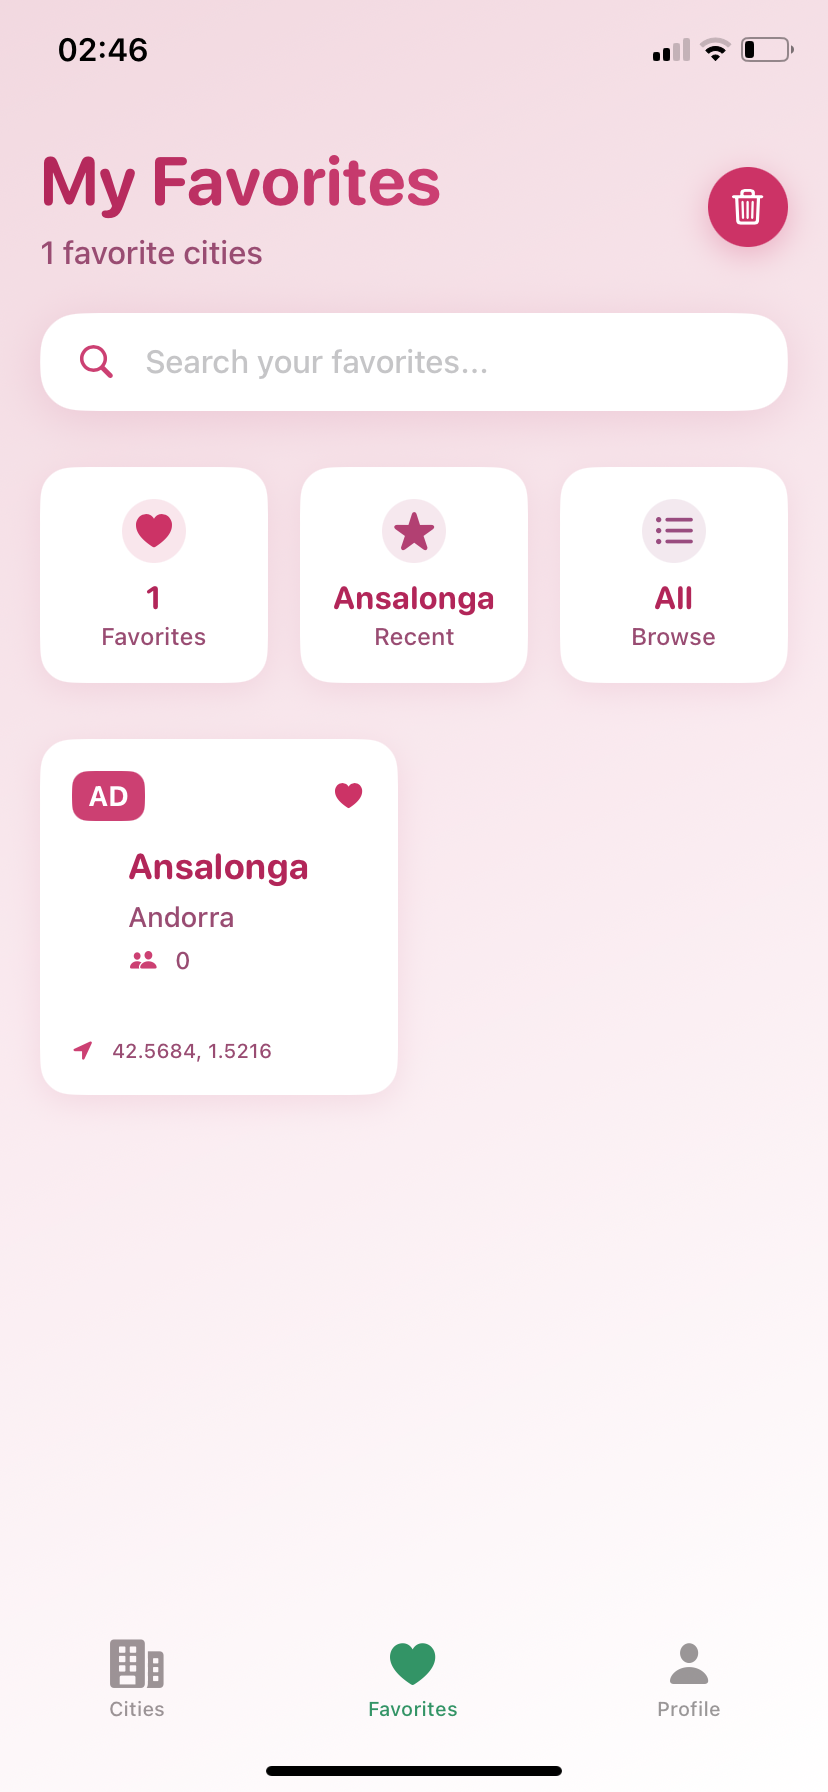 02:46
My Favorites
1 favorite cities
Search your favorites...
1
Favorites
Ansalonga
Recent
All
Browse
AD
Ansalonga
Andorra
0
42.5684, 1.5216
Cities
Favorites
Profile